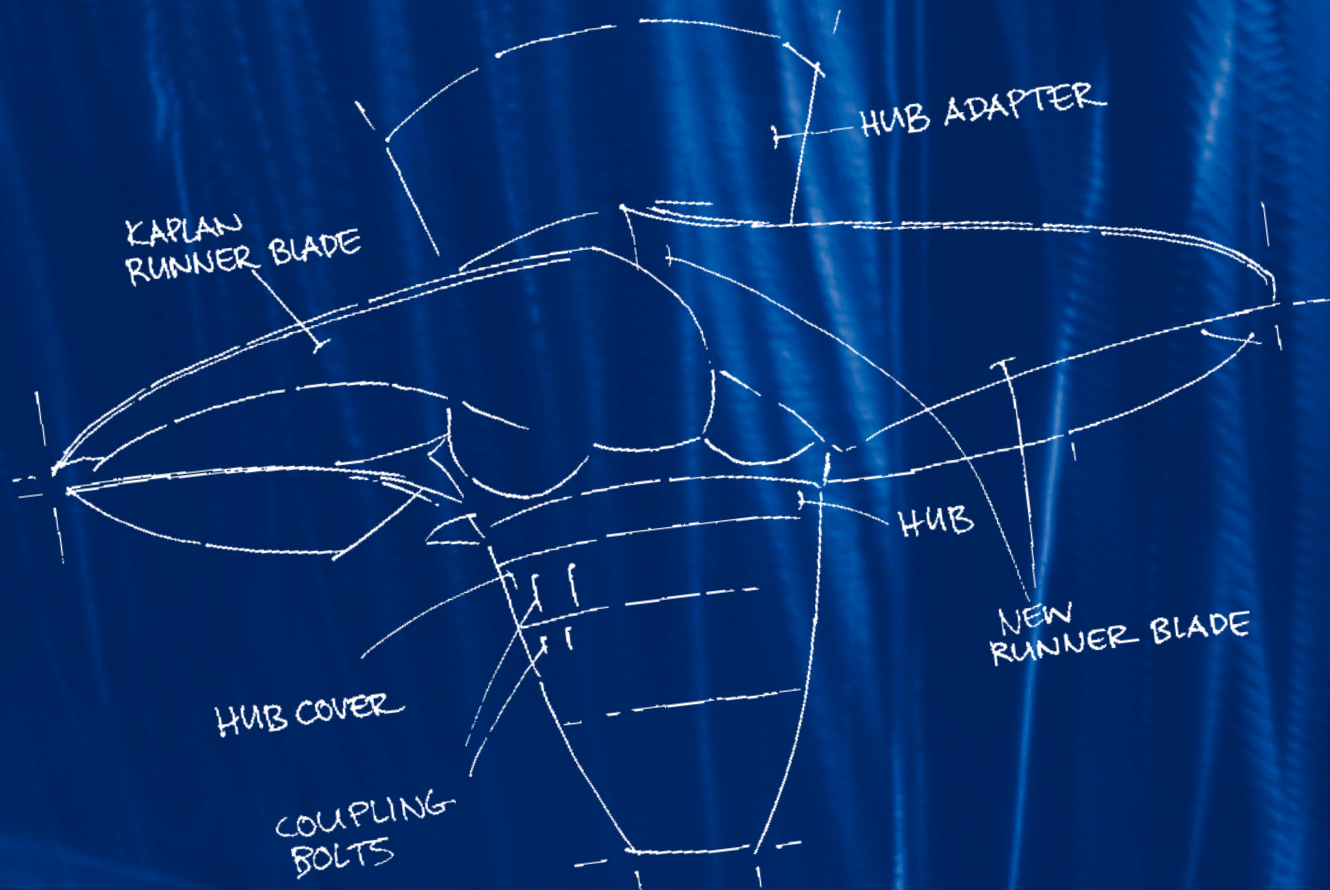 HUB ADAPTER
KAPLAN
RUNNER BLADE
HUB
NEW
RUNNER BLADE
HUB COVER
COUPLING
BOLTS